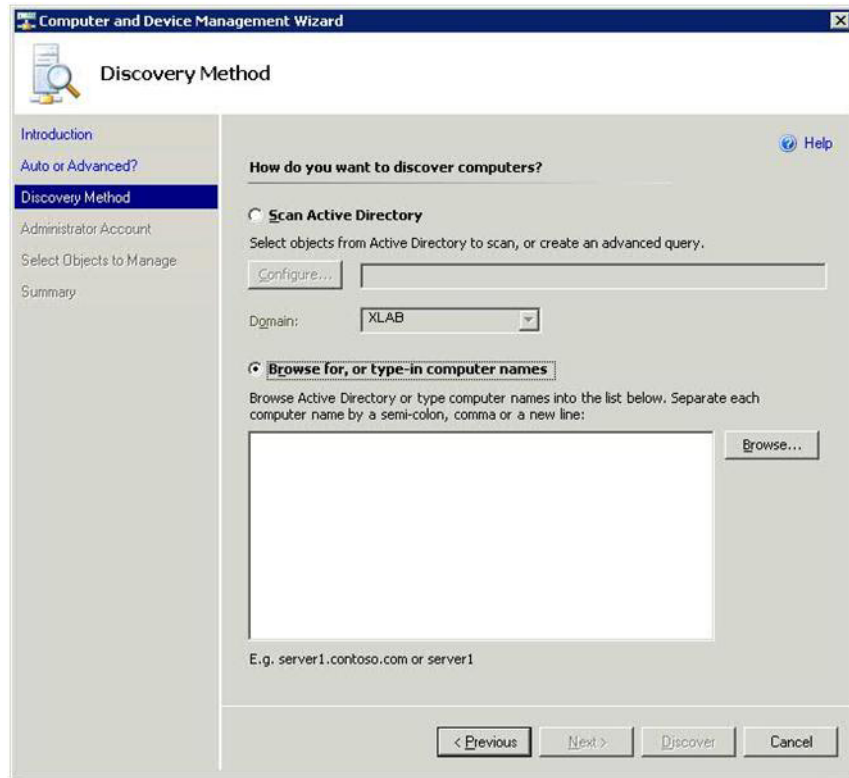 Computer and Device Management Wizard
Discovery Method
Introduction
Auto or Advanced?
Discovery Method
Administrator Account
Select Objects to Manage
Summary
Help
How do you want to discover computers?
Scan Active Directory
Select objects from Active Directory to scan, or create an advanced query.
Configure...
Domain:
XLAB
Browse for, or type-in computer names
Browse Active Directory or type computer names into the list below. Separate each
computer name by a semi-colon, comma or a new line:
Browse...
E.g. server1.contoso.com or server1
< Previous
Next >
Discover
Cancel